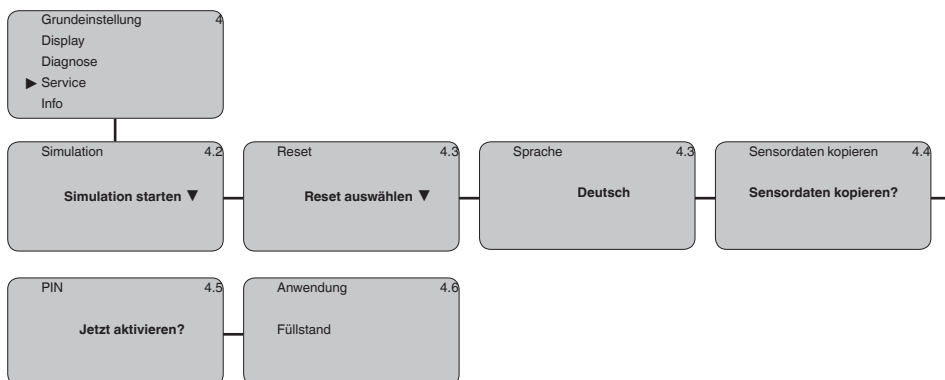 Grundeinstellung 4
Display
Diagnose
▶ Service
Info
Simulation 4.2
Simulation starten ▼
Reset 4.3
Reset auswählen ▼
Sprache 4.3
Deutsch
Sensordaten kopieren 4.4
Sensordaten kopieren?
PIN 4.5
Jetzt aktivieren?
Anwendung 4.6
Füllstand